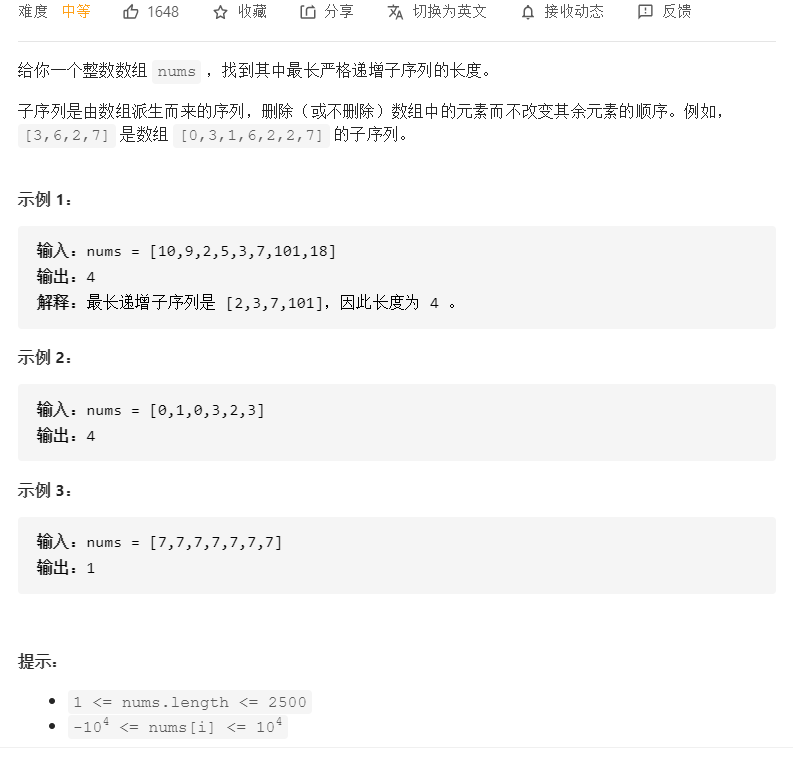 难度 中等 1648 收藏 分享 切换为英文 接收动态 反馈
给你一个整数数组 nums ，找到其中最长严格递增子序列的长度。
子序列是由数组派生而来的序列，删除（或不删除）数组中的元素而不改变其余元素的顺序。例如，
[3,6,2,7] 是数组 [0,3,1,6,2,2,7] 的子序列。
示例 1：
输入：nums = [10,9,2,5,3,7,101,18]
输出：4
解释：最长递增子序列是 [2,3,7,101]，因此长度为 4 。
示例 2：
输入：nums = [0,1,0,3,2,3]
输出：4
示例 3：
输入：nums = [7,7,7,7,7,7,7]
输出：1
提示：
• 1 <= nums.length <= 2500
• -10⁴ <= nums[i] <= 10⁴